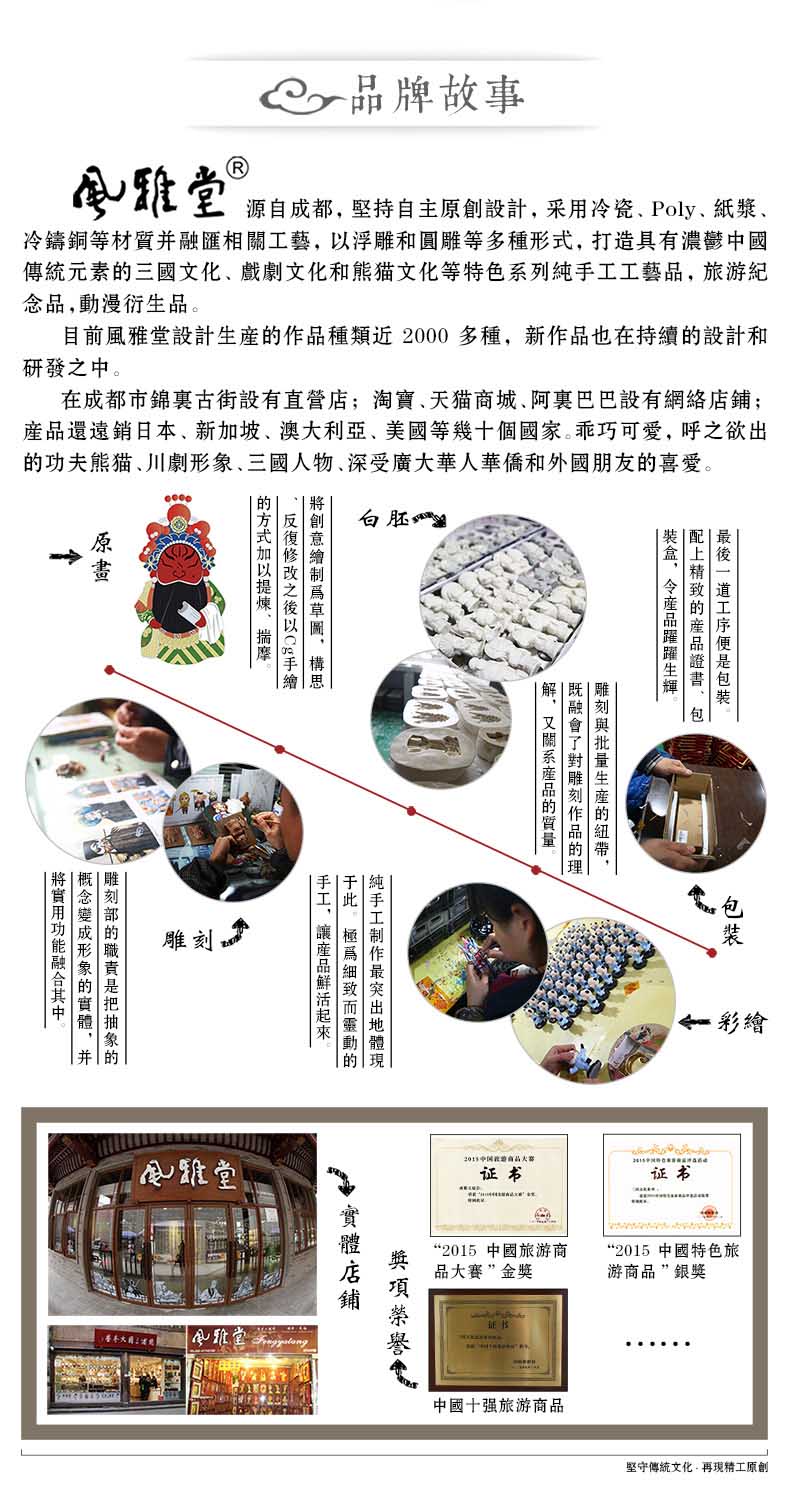 品牌故事
風雅堂® 源自成都，堅持自主原創設計，采用冷瓷、Poly、紙漿、
冷鑄銅等材質并融匯相關工藝，以浮雕和圓雕等多種形式，打造具有濃鬱中國
傳統元素的三國文化、戲劇文化和熊猫文化等特色系列純手工工藝品，旅游紀
念品，動漫衍生品。
目前風雅堂設計生産的作品種類近 2000 多種，新作品也在持續的設計和
研發之中。
在成都市錦裏古街設有直營店；淘寶、天猫商城、阿裏巴巴設有網絡店鋪；
産品還遠銷日本、新加坡、澳大利亞、美國等幾十個國家。乖巧可愛，呼之欲出
的功夫熊猫、川劇形象、三國人物、深受廣大華人華僑和外國朋友的喜愛。
原畫
將創意繪制爲草圖，構思
、反復修改之後以Cg手繪
的方式加以提煉、揣摩。
白胚
雕刻與批量生産的紐帶，
既融會了對雕刻作品的理
解，又關系産品的質量。
最後一道工序便是包裝。
配上精致的産品證書、包
裝盒，令産品躍躍生輝。
包裝
雕刻
雕刻部的職責是把抽象的
概念變成形象的實體，并
將實用功能融合其中。
純手工制作最突出地體現
于此。極爲細致而靈動的
手工，讓産品鮮活起來。
彩繪
風雅堂
風雅堂
Fengyatang
實體店鋪
獎項榮譽
2015中国旅游商品大赛
证书
“2015 中國旅游商
品大賽”金獎
2015中国特色旅游商品评选活动
证书
“2015 中國特色旅
游商品”銀獎
证书
中國十强旅游商品
······
堅守傳統文化 · 再現精工原創